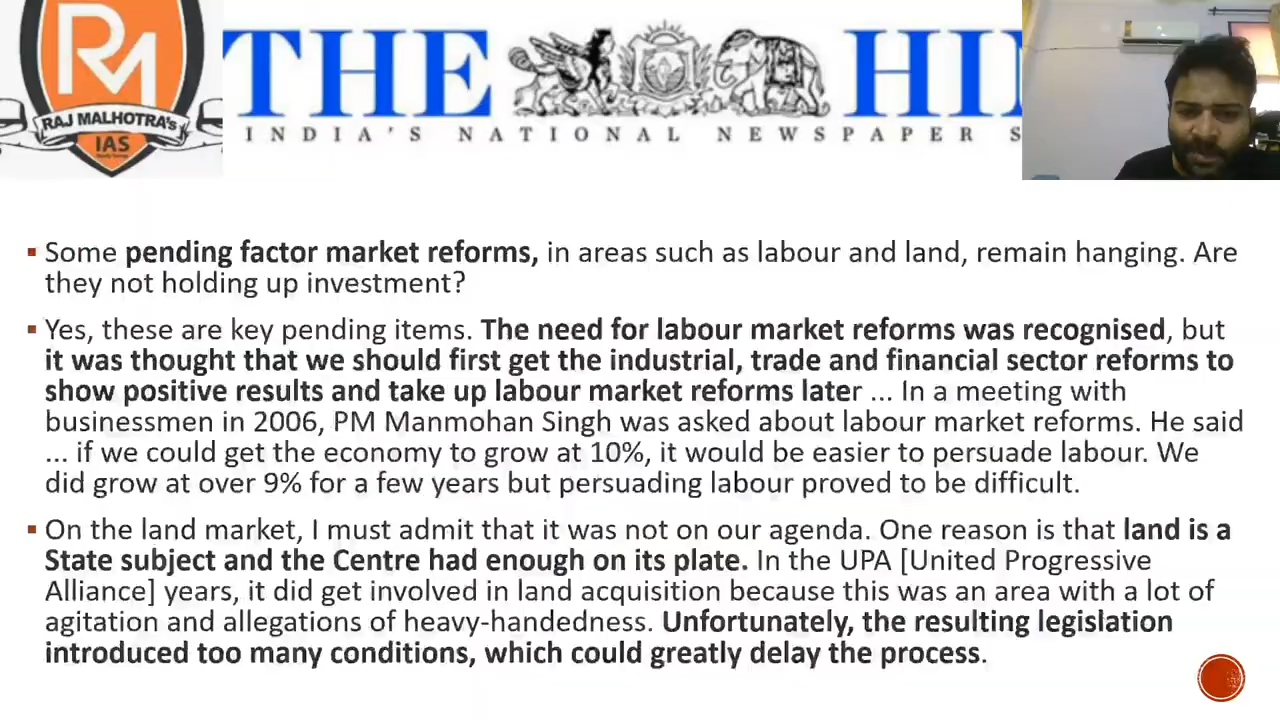 RM
RAJ MALHOTRA'S
IAS
THE HI
INDIA'S NATIONAL NEWSPAPER S
Some pending factor market reforms, in areas such as labour and land, remain hanging. Are
they not holding up investment?
Yes, these are key pending items. The need for labour market reforms was recognised, but
it was thought that we should first get the industrial, trade and financial sector reforms to
show positive results and take up labour market reforms later ... In a meeting with
businessmen in 2006, PM Manmohan Singh was asked about labour market reforms. He said
... if we could get the economy to grow at 10%, it would be easier to persuade labour. We
did grow at over 9% for a few years but persuading labour proved to be difficult.
On the land market, I must admit that it was not on our agenda. One reason is that land is a
State subject and the Centre had enough on its plate. In the UPA [United Progressive
Alliance] years, it did get involved in land acquisition because this was an area with a lot of
agitation and allegations of heavy-handedness. Unfortunately, the resulting legislation
introduced too many conditions, which could greatly delay the process.